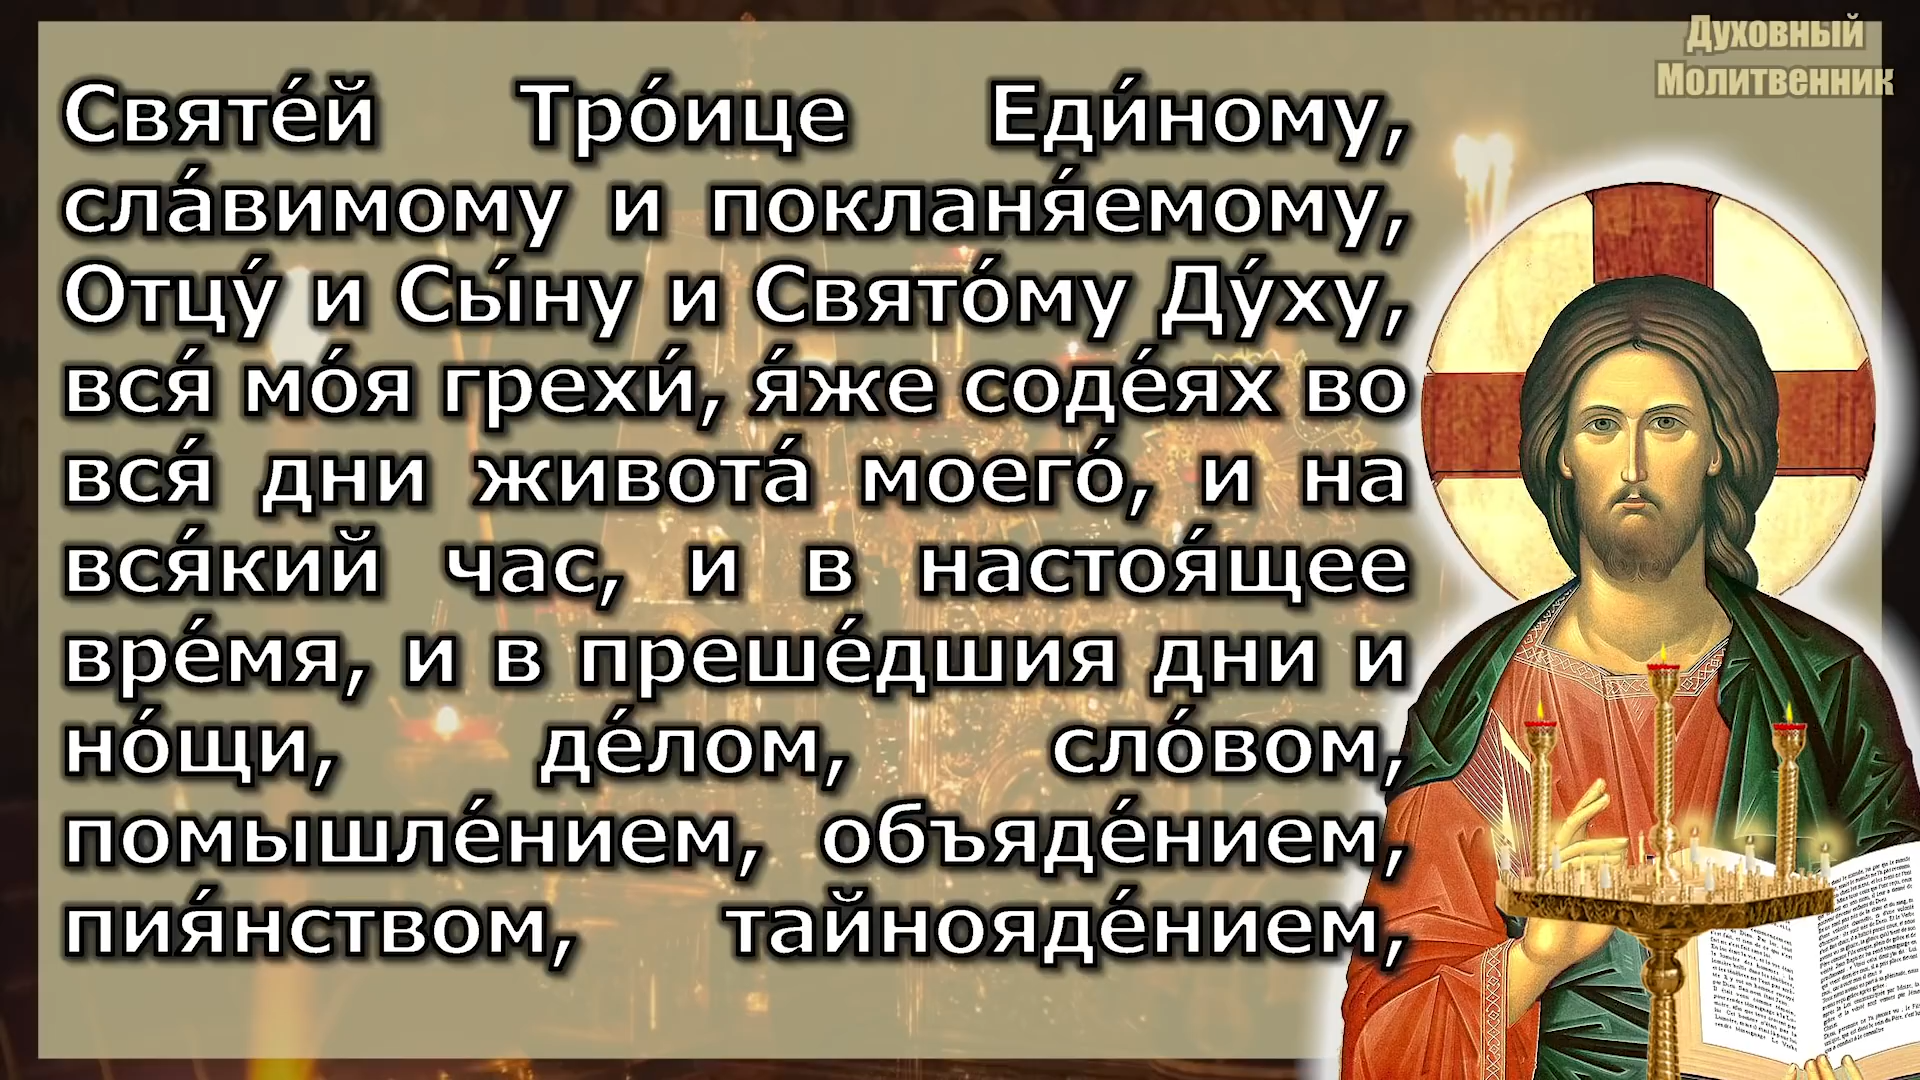 Духовный
Молитвенник
Святе́й Тро́ице Еди́ному,
сла́вимому и покланя́емому,
Отцу́ и Сы́ну и Свято́му Ду́ху,
вся́ мо́я грехи́, я́же соде́ях во
вся́ дни живота́ моего́, и на
вся́кий час, и в настоя́щее
вре́мя, и в преше́дшия дни и
но́щи, де́лом, сло́вом,
помышле́нием, объяде́нием,
пия́нством, тайнояде́нием,